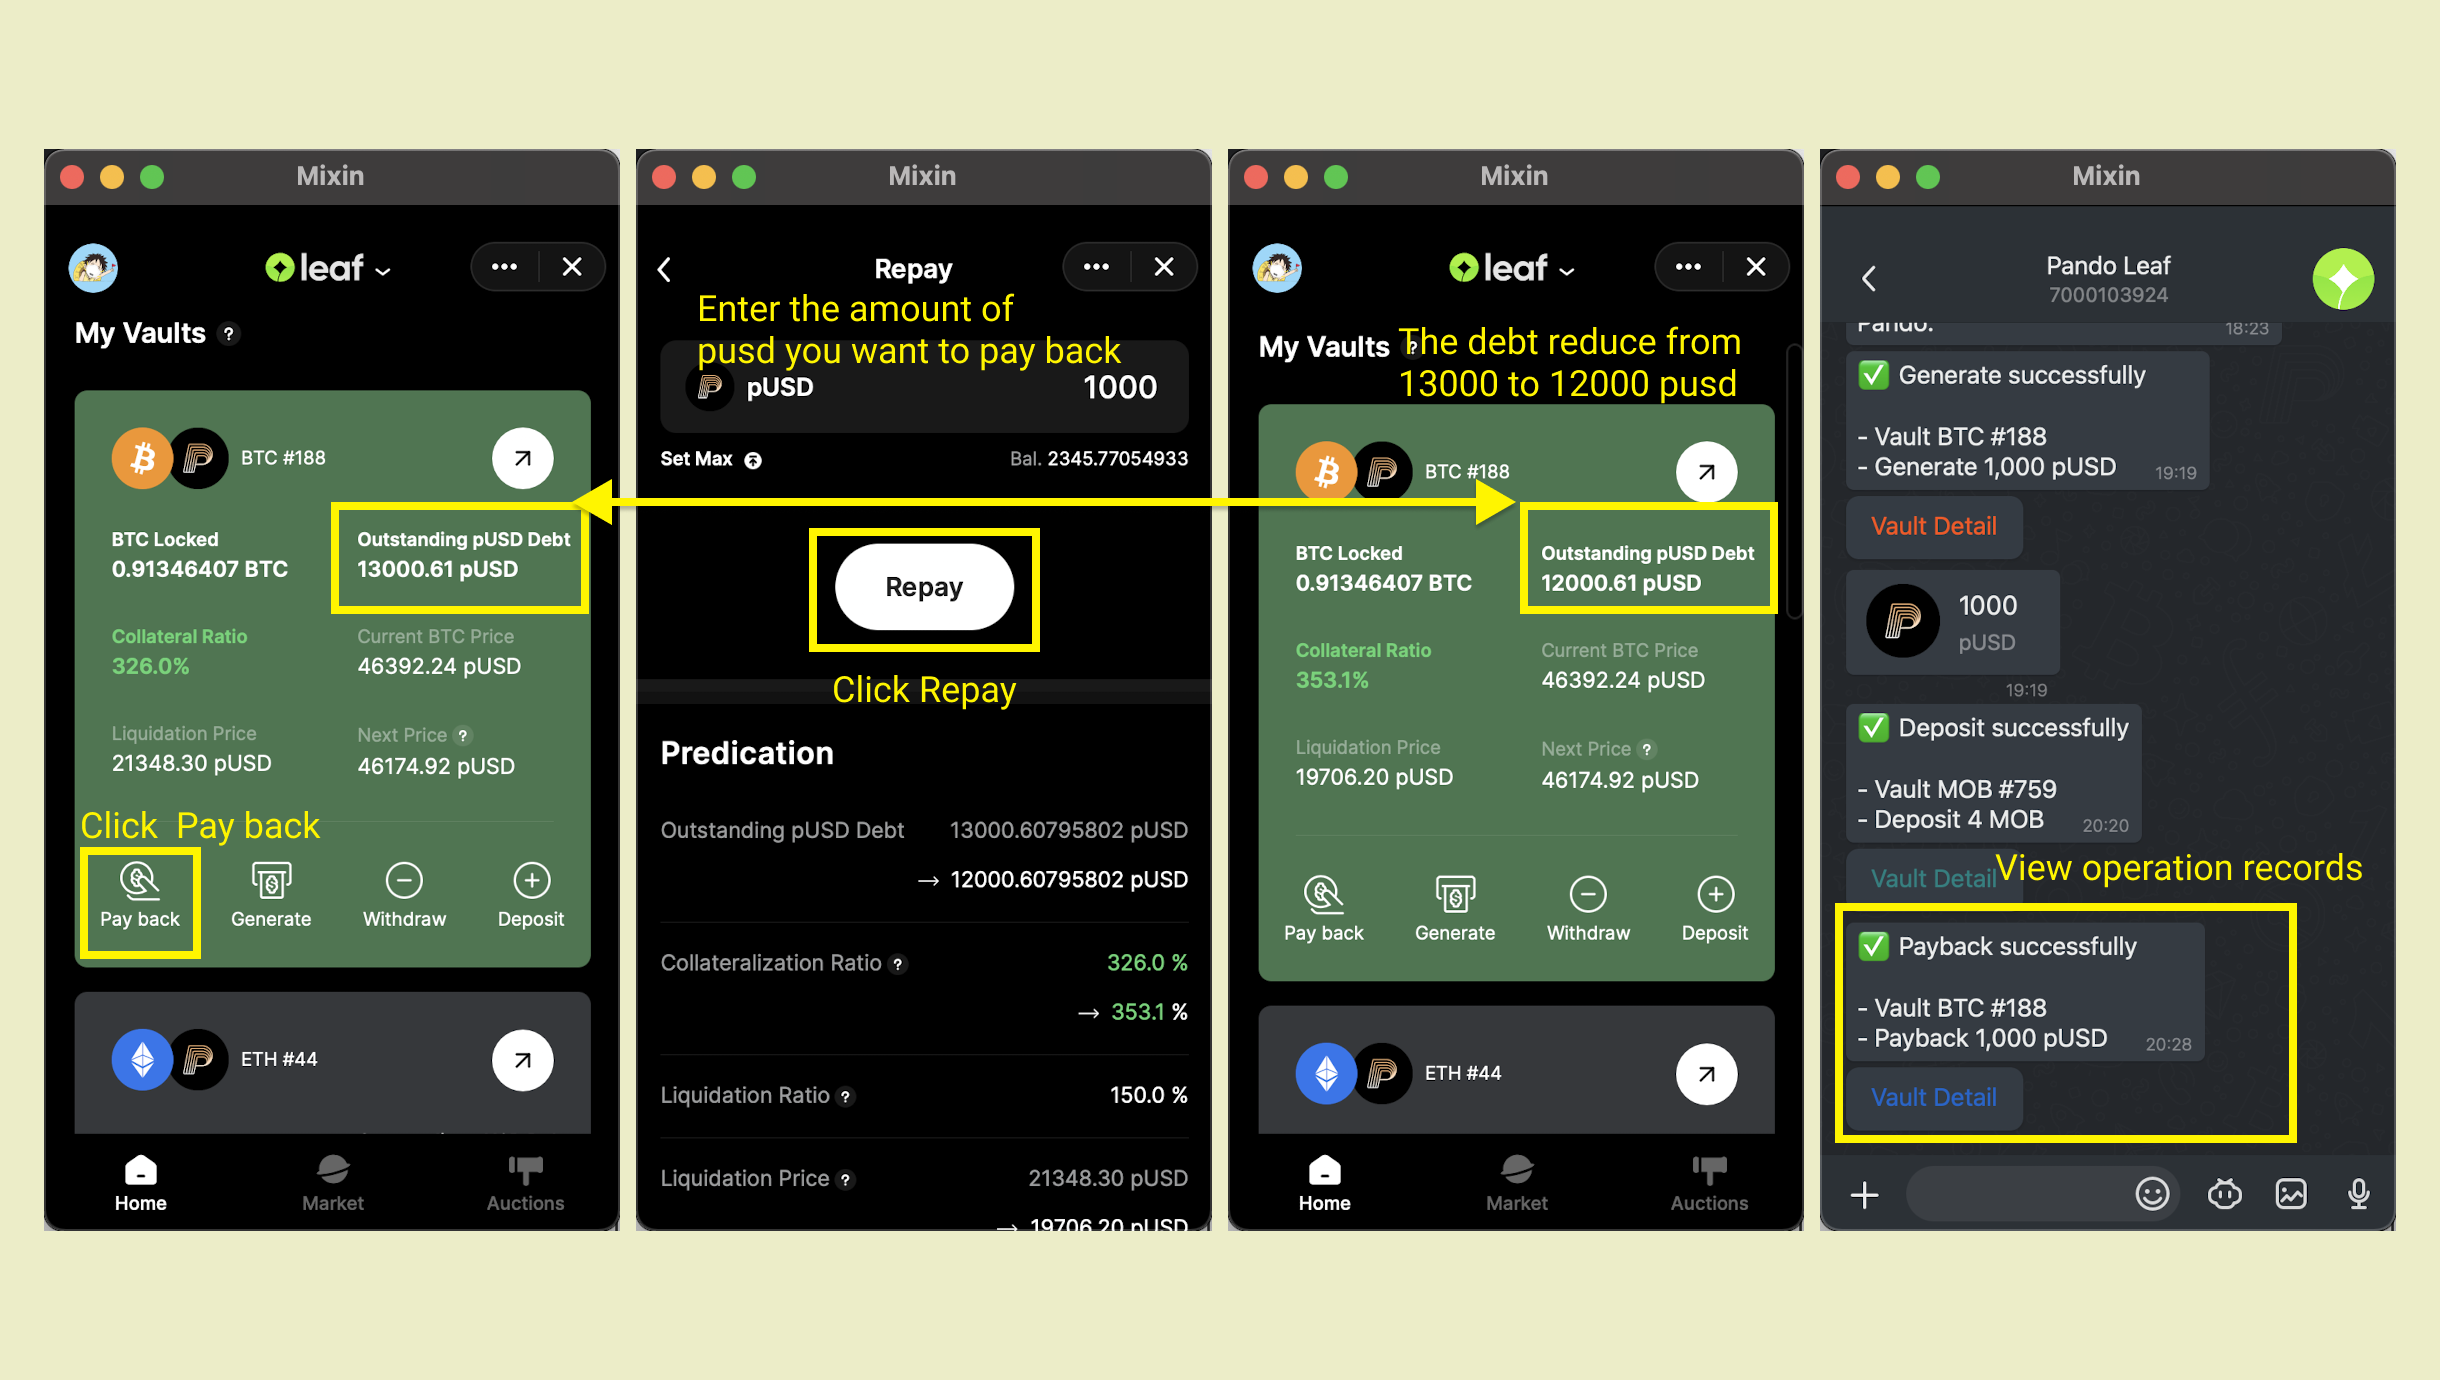 Mixin
leaf
My Vaults ?
BTC #188
BTC Locked
0.91346407 BTC
Outstanding pUSD Debt
13000.61 pUSD
Collateral Ratio
326.0%
Current BTC Price
46392.24 pUSD
Liquidation Price
21348.30 pUSD
Next Price ?
46174.92 pUSD
Click Pay back
Pay back
Generate
Withdraw
Deposit
ETH #44
Home
Market
Auctions
Mixin
Repay
Enter the amount of
pusd you want to pay back
pUSD
1000
Set Max
Bal. 2345.77054933
Repay
Click Repay
Predication
Outstanding pUSD Debt 13000.60795802 pUSD
→ 12000.60795802 pUSD
Collateralization Ratio ? 326.0 %
→ 353.1 %
Liquidation Ratio ? 150.0 %
Liquidation Price ? 21348.30 pUSD
→ 19706.20 pUSD
Mixin
leaf
My Vaults ?
The debt reduce from
13000 to 12000 pusd
BTC #188
BTC Locked
0.91346407 BTC
Outstanding pUSD Debt
12000.61 pUSD
Collateral Ratio
353.1%
Current BTC Price
46392.24 pUSD
Liquidation Price
19706.20 pUSD
Next Price ?
46174.92 pUSD
Pay back
Generate
Withdraw
Deposit
ETH #44
Home
Market
Auctions
Mixin
Pando Leaf
7000103924
Pando. 18:23
✅ Generate successfully
- Vault BTC #188
- Generate 1,000 pUSD 19:19
Vault Detail
1000
pUSD
19:19
✅ Deposit successfully
- Vault MOB #759
- Deposit 4 MOB 20:20
Vault Detail
View operation records
✅ Payback successfully
- Vault BTC #188
- Payback 1,000 pUSD 20:28
Vault Detail